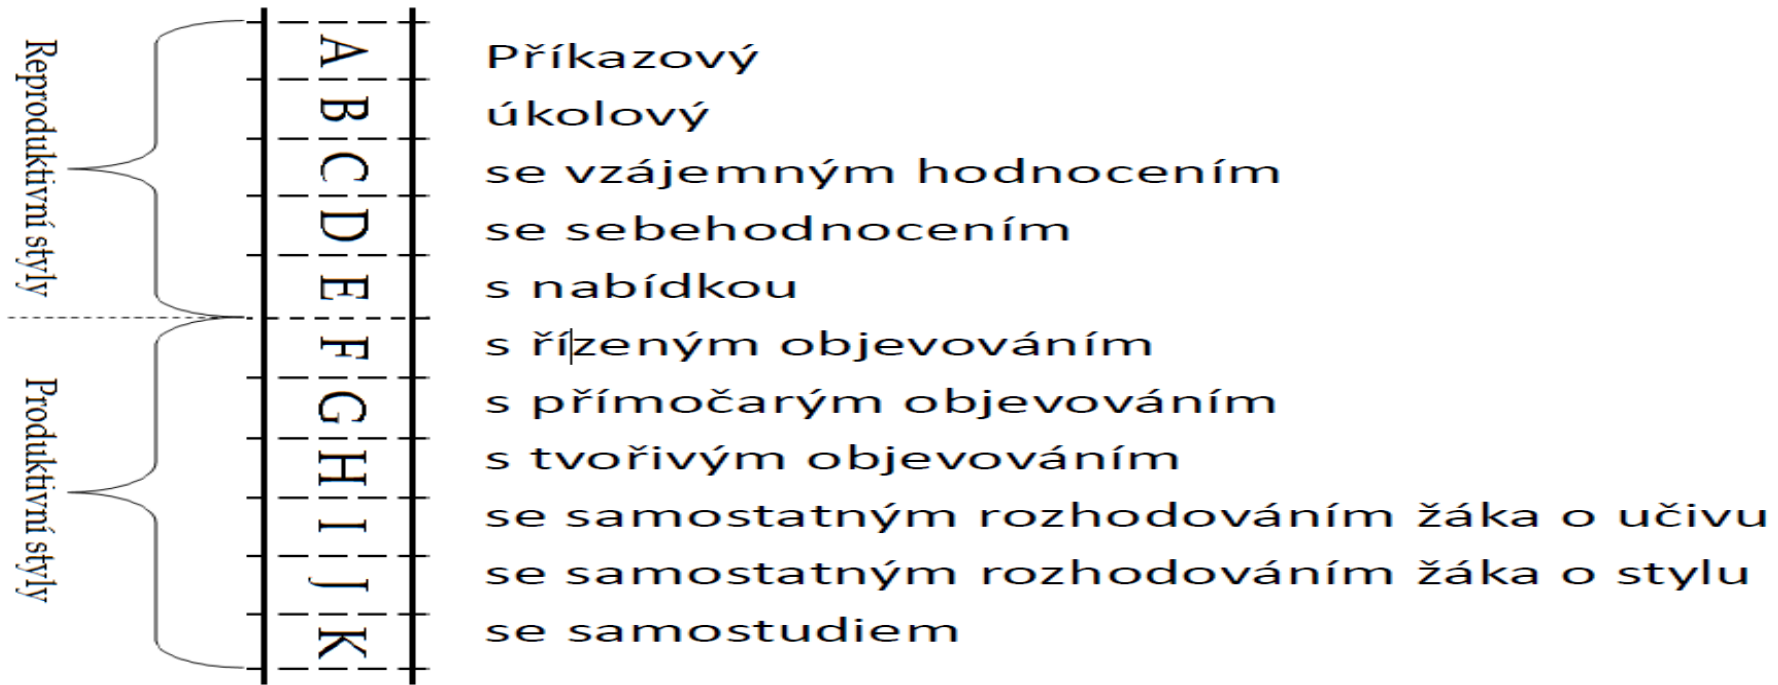 Reproduktivní styly
Produktivní styly
A Příkazový
B úkolový
C se vzájemným hodnocením
D se sebehodnocením
E s nabídkou
F s řízeným objevováním
G s přímočarým objevováním
H s tvořivým objevováním
I se samostatným rozhodováním žáka o učivu
J se samostatným rozhodováním žáka o stylu
K se samostudiem